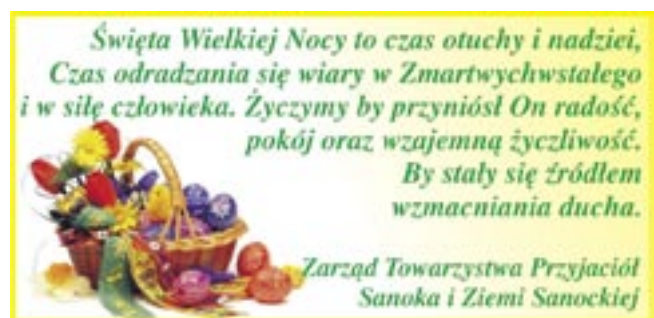 Święta Wielkiej Nocy to czas otuchy i nadziei,
Czas odradzania się wiary w Zmartwychwstałego
i w siłę człowieka. Życzymy by przyniósł On radość,
pokój oraz wzajemną życzliwość.
By stały się źródłem
wzmacniania ducha.
Zarząd Towarzystwa Przyjaciół
Sanoka i Ziemi Sanockiej